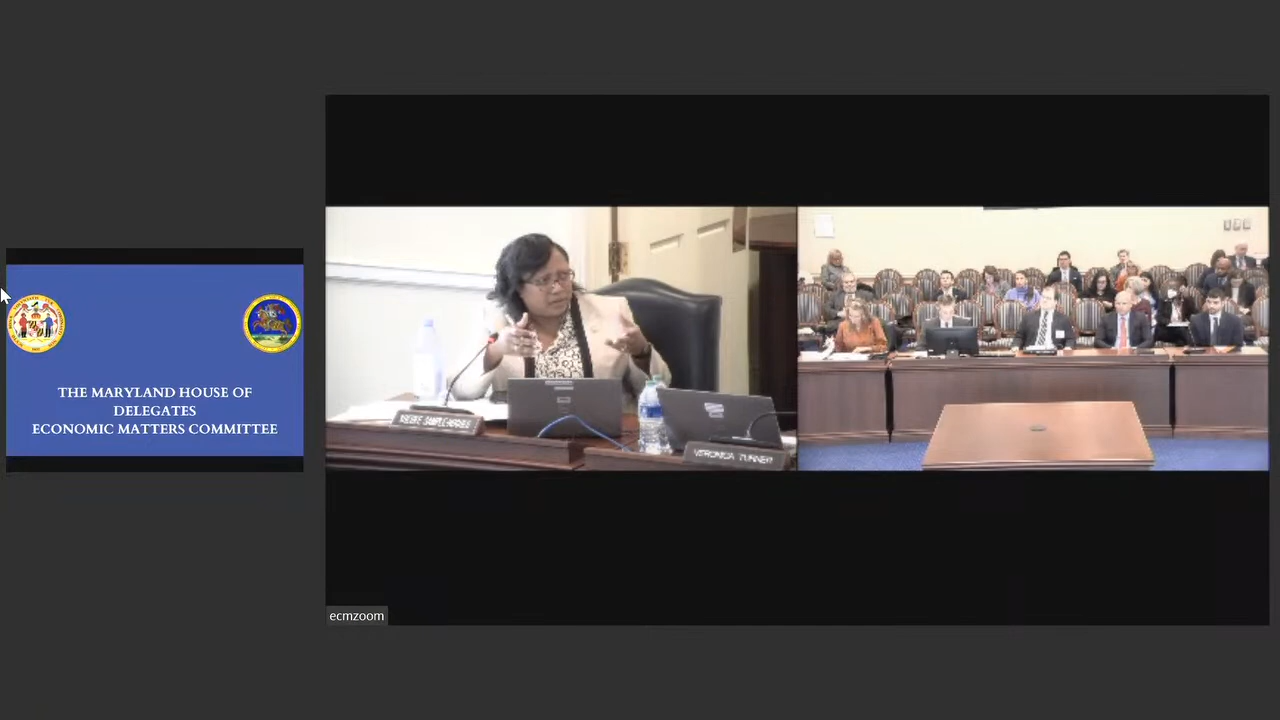 THE MARYLAND HOUSE OF
DELEGATES
ECONOMIC MATTERS COMMITTEE
VERONICA TURNER
ecmzoom